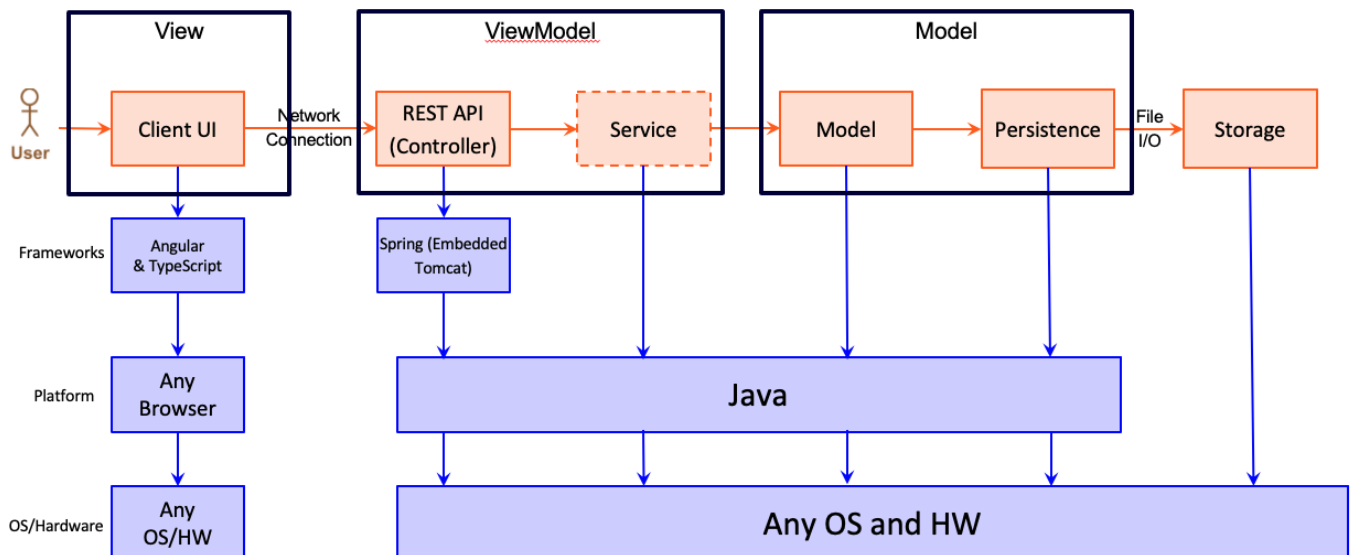 View
ViewModel
Model
User
Client UI
Network
Connection
REST API
(Controller)
Service
Model
Persistence
File
I/O
Storage
Frameworks
Angular
& TypeScript
Spring (Embedded
Tomcat)
Platform
Any
Browser
Java
OS/Hardware
Any
OS/HW
Any OS and HW